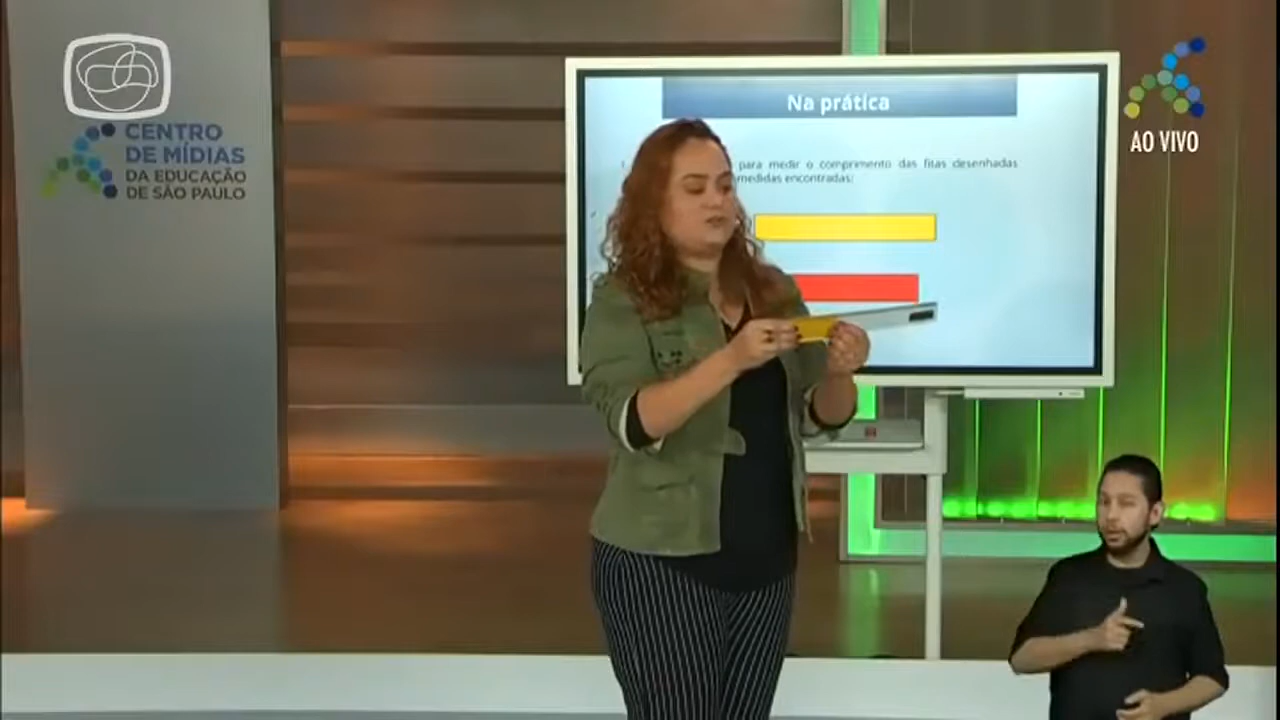 CENTRO
DE MÍDIAS
DA EDUCAÇÃO
DE SÃO PAULO
AO VIVO
Na prática
para medir o comprimento das fitas desenhadas
medidas encontradas: